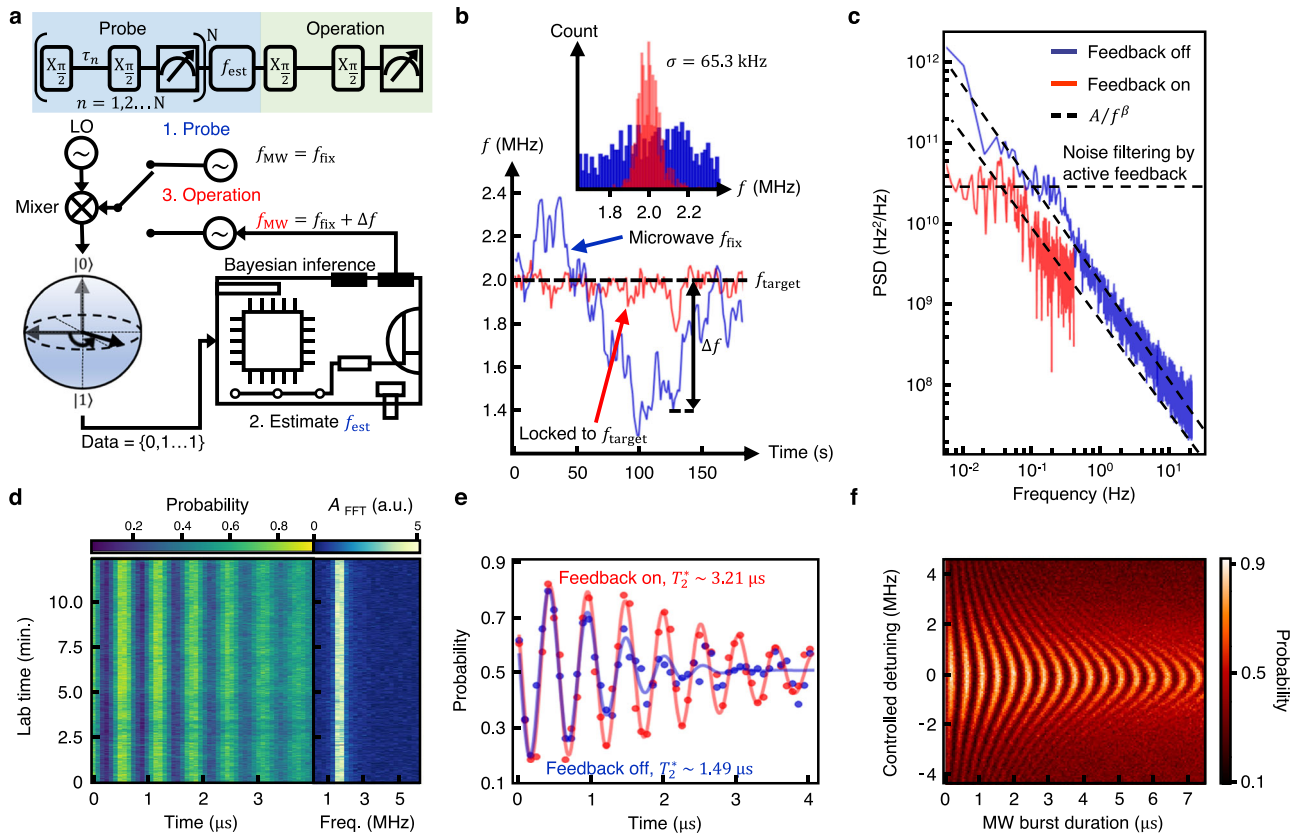 a
Probe
Operation
N
Xπ/2
τn
Xπ/2
fest
Xπ/2
Xπ/2
n = 1,2…N
LO
1. Probe
fMW = ffix
3. Operation
Mixer
fMW = ffix + Δf
|0⟩
Bayesian inference
|1⟩
2. Estimate fest
Data = {0,1…1}
b
Count
σ = 65.3 kHz
f (MHz)
1.8 2.0 2.2
f (MHz)
2.4
2.2
2.0
1.8
1.6
1.4
Microwave ffix
ftarget
Δf
Locked to ftarget
0 50 100 150
Time (s)
c
Feedback off
Feedback on
A/f^β
Noise filtering by
active feedback
PSD (Hz²/Hz)
10¹²
10¹¹
10¹⁰
10⁹
10⁸
10⁻² 10⁻¹ 10⁰ 10¹
Frequency (Hz)
d
Probability
A FFT (a.u.)
0.2 0.4 0.6 0.8
0 5
Lab time (min.)
10.0
7.5
5.0
2.5
0
0 1 2 3
1 3 5
Time (μs)
Freq. (MHz)
e
Probability
0.9
0.7
0.5
0.3
0.1
Feedback on, T₂* ~ 3.21 μs
Feedback off, T₂* ~ 1.49 μs
0 1 2 3 4
Time (μs)
f
Controlled detuning (MHz)
4
2
0
-2
-4
0 1 2 3 4 5 6 7
MW burst duration (μs)
0.9
0.5
0.1
Probability